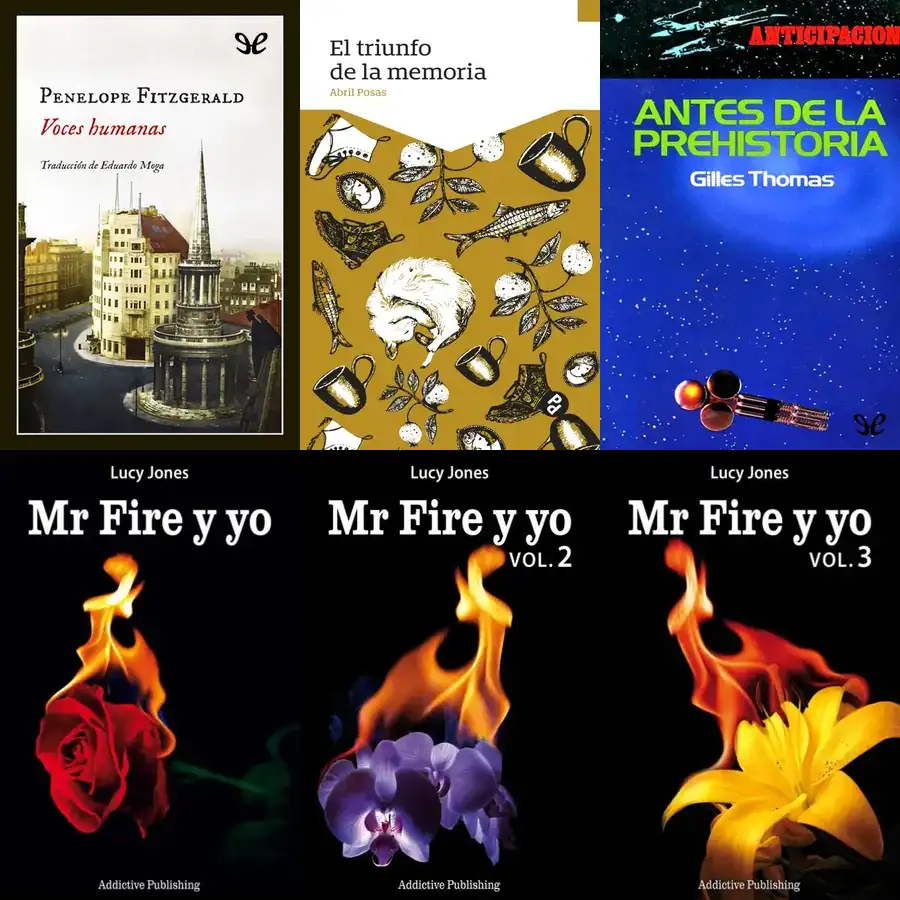 PENELOPE FITZGERALD
Voces humanas
Traducción de Eduardo Moga
El triunfo
de la memoria
Abril Posas
ANTICIPACION
ANTES DE LA
PREHISTORIA
Gilles Thomas
Lucy Jones
Mr Fire y yo
Addictive Publishing
Lucy Jones
Mr Fire y yo
VOL. 2
Addictive Publishing
Lucy Jones
Mr Fire y yo
VOL. 3
Addictive Publishing